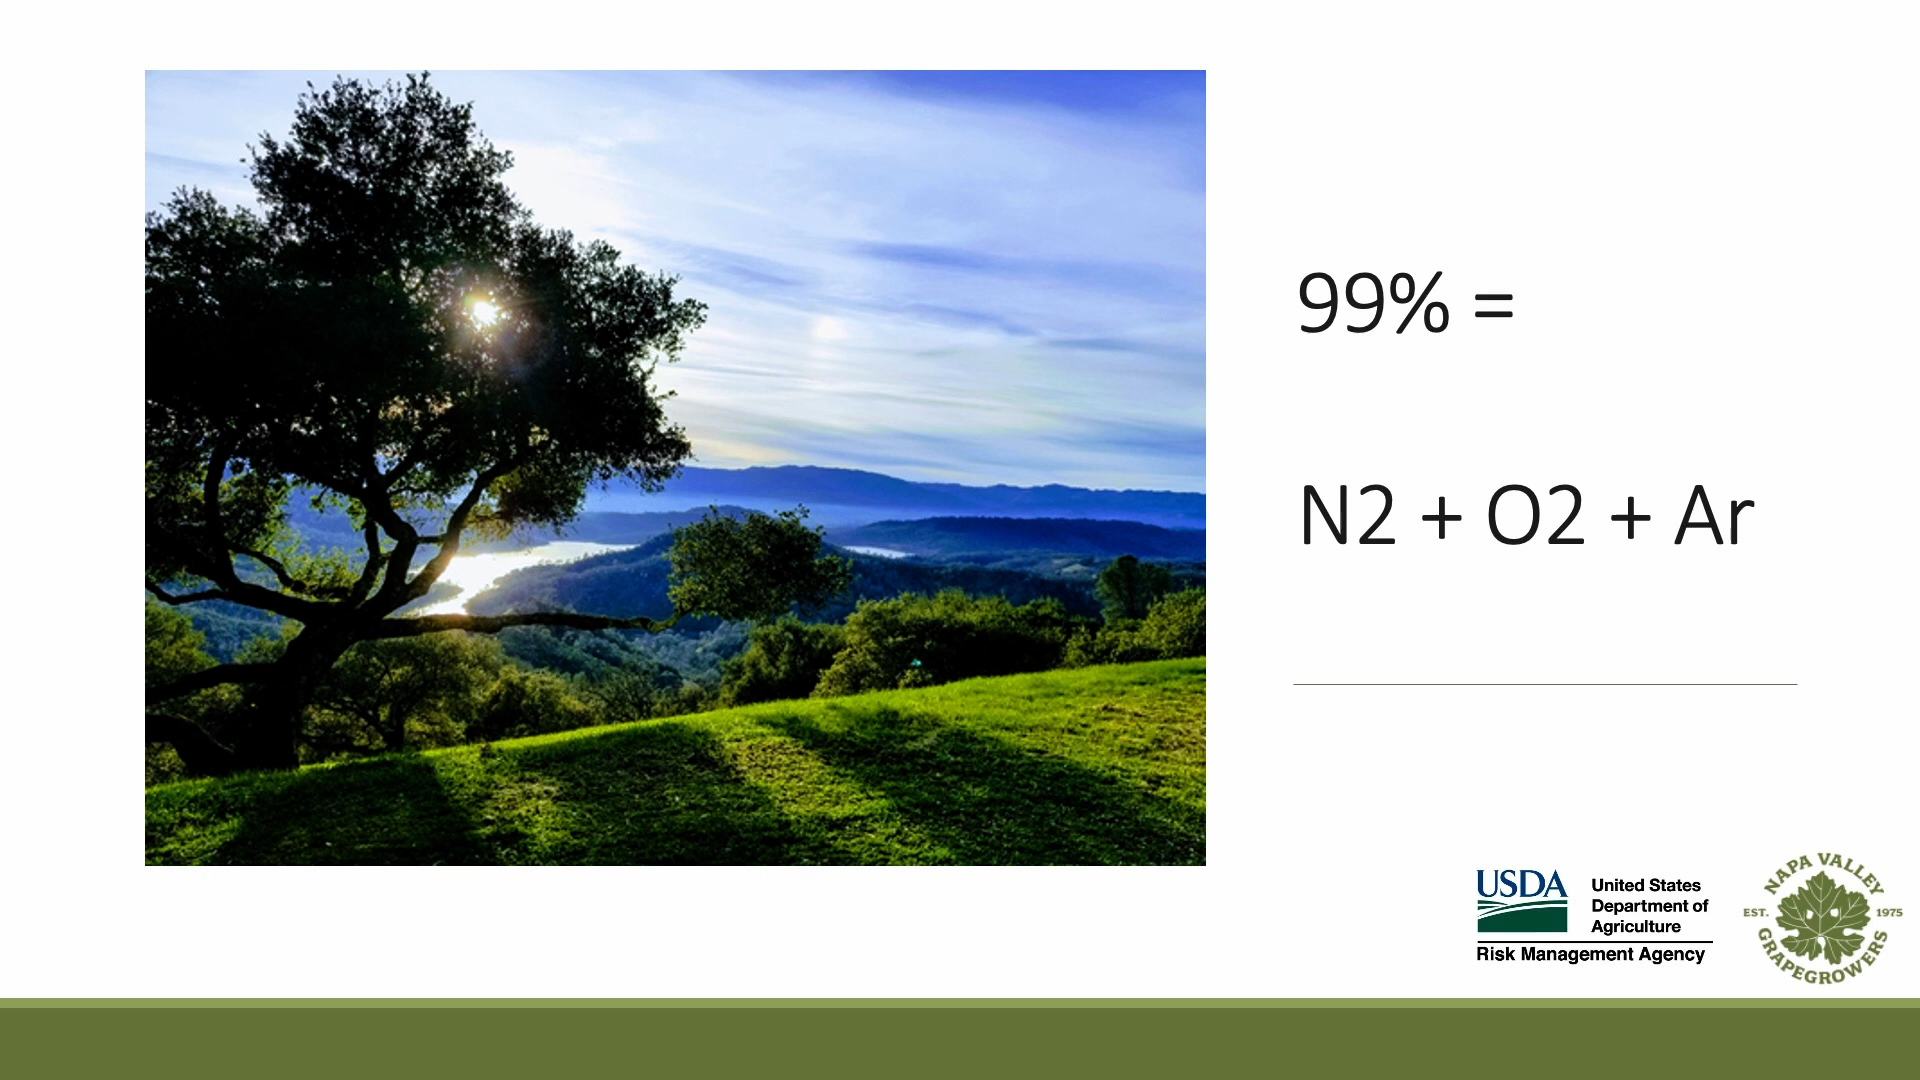 99% =
N2 + O2 + Ar
USDA
United States
Department of
Agriculture
Risk Management Agency
NAPA VALLEY
EST. 1975
GRAPEGROWERS